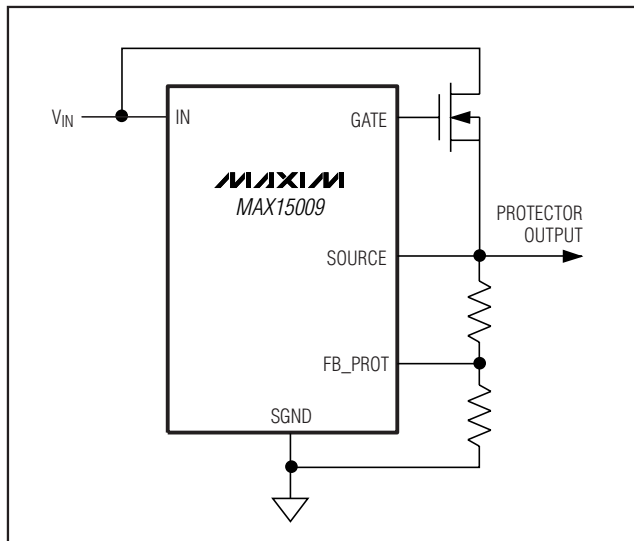 V_IN
IN
GATE
MAXIM
MAX15009
PROTECTOR
OUTPUT
SOURCE
FB_PROT
SGND